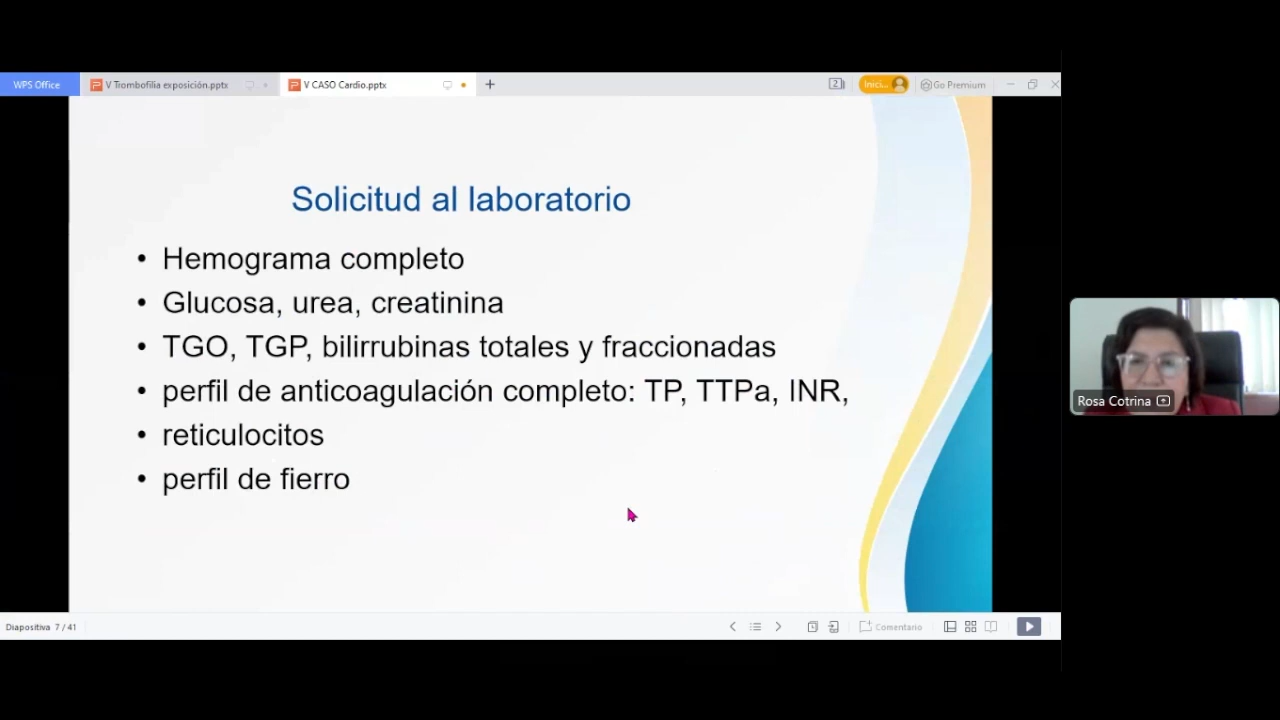 WPS Office
V Trombofilia exposición.pptx
V CASO Cardio.pptx
2
Inici...
Go Premium
Solicitud al laboratorio
• Hemograma completo
• Glucosa, urea, creatinina
• TGO, TGP, bilirrubinas totales y fraccionadas
• perfil de anticoagulación completo: TP, TTPa, INR,
• reticulocitos
• perfil de fierro
Rosa Cotrina
Diapositiva 7 / 41
Comentario